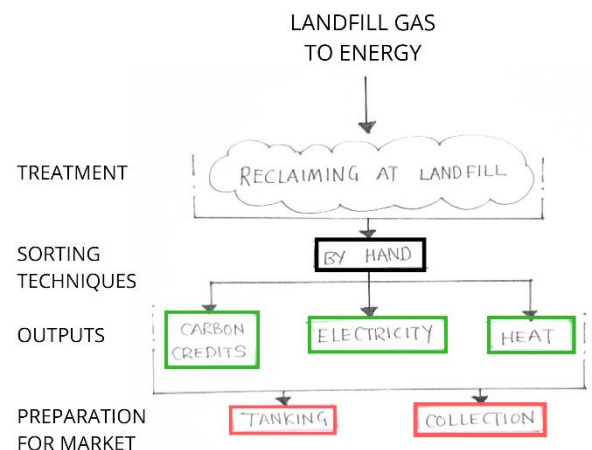 LANDFILL GAS
TO ENERGY
TREATMENT
RECLAIMING AT LANDFILL
SORTING
TECHNIQUES
BY HAND
OUTPUTS
CARBON
CREDITS
ELECTRICITY
HEAT
PREPARATION
FOR MARKET
TANKING
COLLECTION